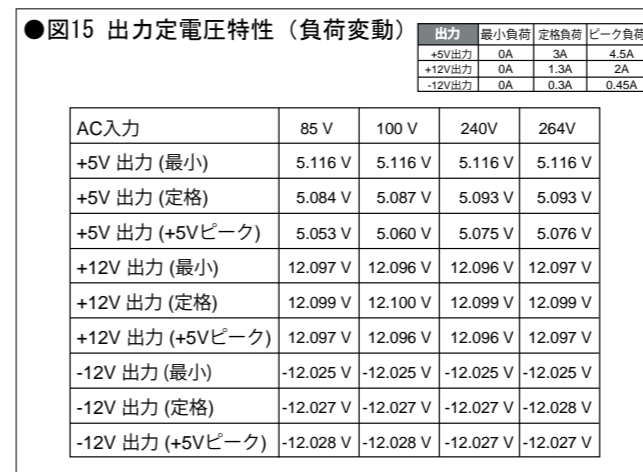 ●図15 出力定電圧特性（負荷変動）
出力 最小負荷 定格負荷 ピーク負荷
+5V出力 0A 3A 4.5A
+12V出力 0A 1.3A 2A
-12V出力 0A 0.3A 0.45A
AC入力 85 V 100 V 240V 264V
+5V 出力 (最小) 5.116 V 5.116 V 5.116 V 5.116 V
+5V 出力 (定格) 5.084 V 5.087 V 5.093 V 5.093 V
+5V 出力 (+5Vピーク) 5.053 V 5.060 V 5.075 V 5.076 V
+12V 出力 (最小) 12.097 V 12.096 V 12.096 V 12.097 V
+12V 出力 (定格) 12.099 V 12.100 V 12.099 V 12.099 V
+12V 出力 (+5Vピーク) 12.097 V 12.096 V 12.096 V 12.097 V
-12V 出力 (最小) -12.025 V -12.025 V -12.025 V -12.025 V
-12V 出力 (定格) -12.027 V -12.027 V -12.027 V -12.028 V
-12V 出力 (+5Vピーク) -12.028 V -12.028 V -12.027 V -12.027 V